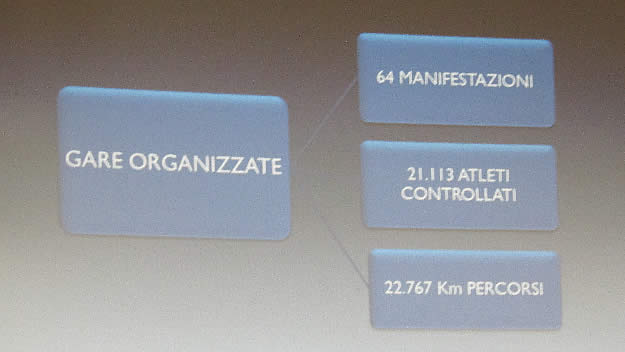 GARE ORGANIZZATE
64 MANIFESTAZIONI
21.113 ATLETI
CONTROLLATI
22.767 Km PERCORSI